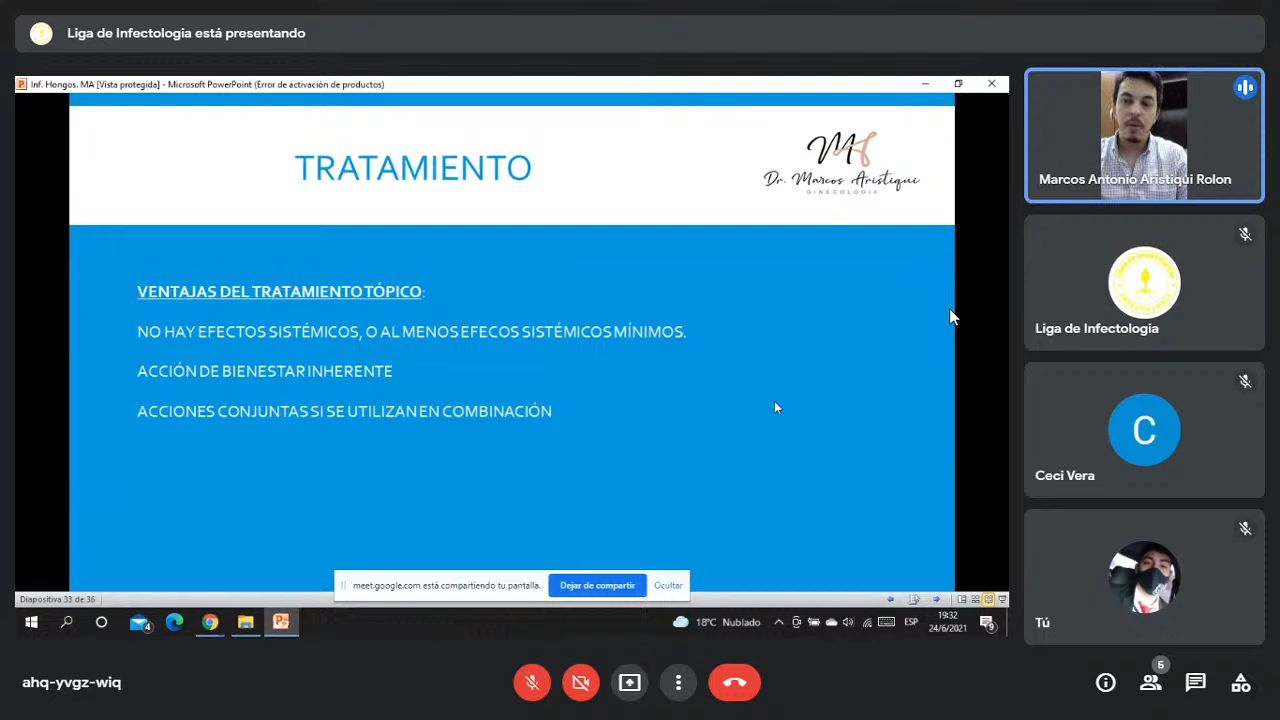 Liga de Infectologia está presentando
Inf. Hongos. MA [Vista protegida] - Microsoft PowerPoint (Error de activación de productos)
TRATAMIENTO
MA
Dr. Marcos Aristiqui
GINECOLOGIA
VENTAJAS DEL TRATAMIENTO TÓPICO:
NO HAY EFECTOS SISTÉMICOS, O AL MENOS EFECOS SISTÉMICOS MÍNIMOS.
ACCIÓN DE BIENESTAR INHERENTE
ACCIONES CONJUNTAS SI SE UTILIZAN EN COMBINACIÓN
meet.google.com está compartiendo tu pantalla.
Dejar de compartir
Ocultar
Diapositiva 33 de 36
4
18°C Nublado
ESP
19:32
24/6/2021
9
Marcos Antonio Aristiqui Rolon
Liga de Infectologia
C
Ceci Vera
Tú
ahq-yvgz-wiq
5